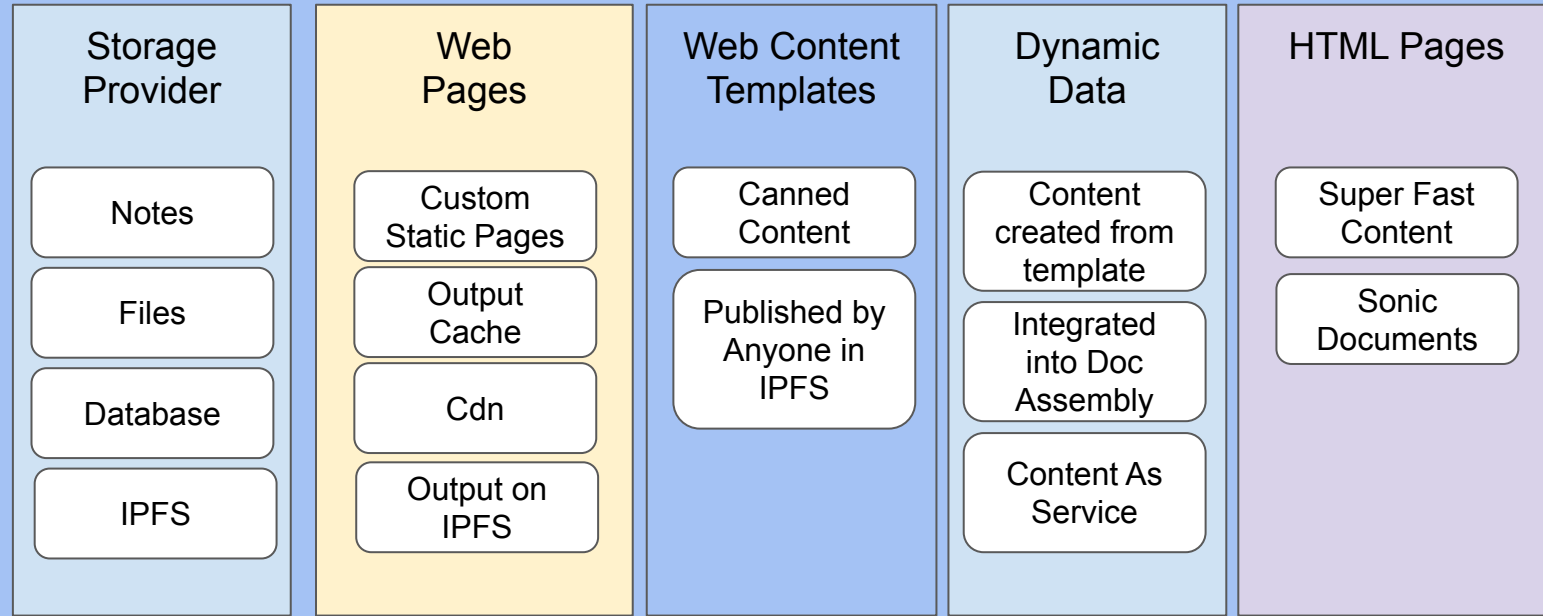 Storage
Provider
Notes
Files
Database
IPFS
Web
Pages
Custom
Static Pages
Output
Cache
Cdn
Output on
IPFS
Web Content
Templates
Canned
Content
Published by
Anyone in
IPFS
Dynamic
Data
Content
created from
template
Integrated
into Doc
Assembly
Content As
Service
HTML Pages
Super Fast
Content
Sonic
Documents